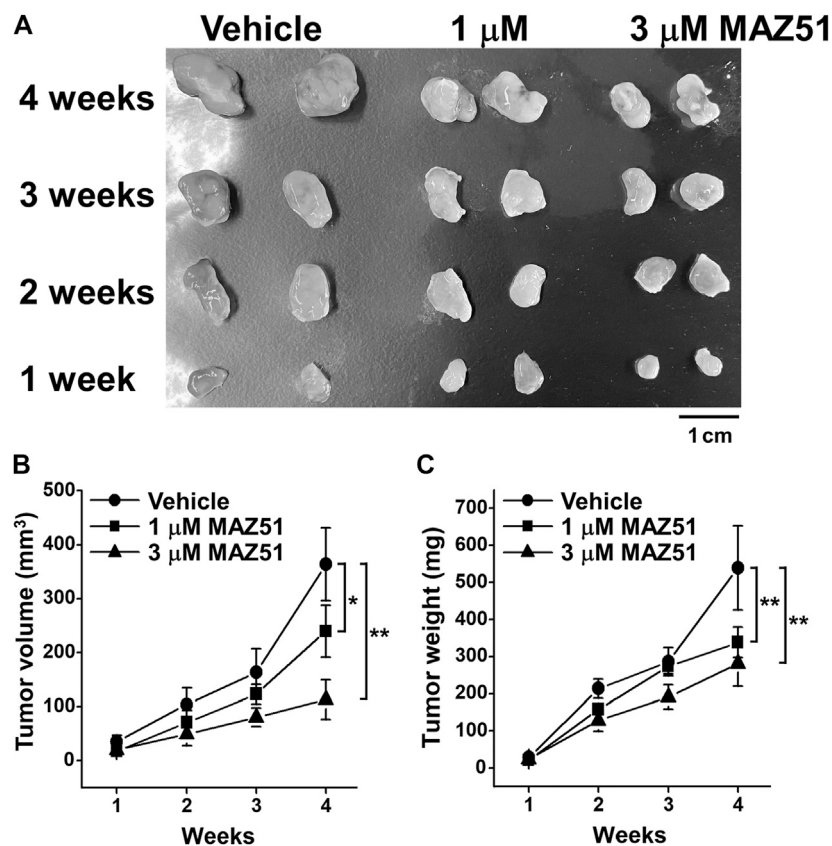 A
Vehicle 1 μM 3 μM MAZ51
4 weeks
3 weeks
2 weeks
1 week
1 cm
B
Tumor volume (mm³)
500
400
300
200
100
0
Vehicle
1 μM MAZ51
3 μM MAZ51
*
**
1 2 3 4
Weeks
C
Tumor weight (mg)
700
600
500
400
300
200
100
0
Vehicle
1 μM MAZ51
3 μM MAZ51
**
**
1 2 3 4
Weeks